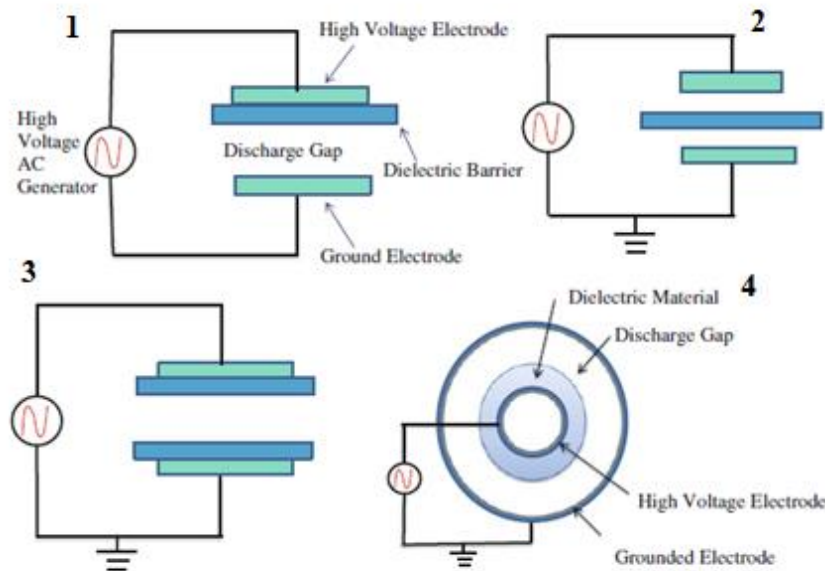 1
High Voltage Electrode
High
Voltage
AC
Generator
Discharge Gap
Dielectric Barrier
Ground Electrode
2
3
4
Dielectric Material
Discharge Gap
High Voltage Electrode
Grounded Electrode